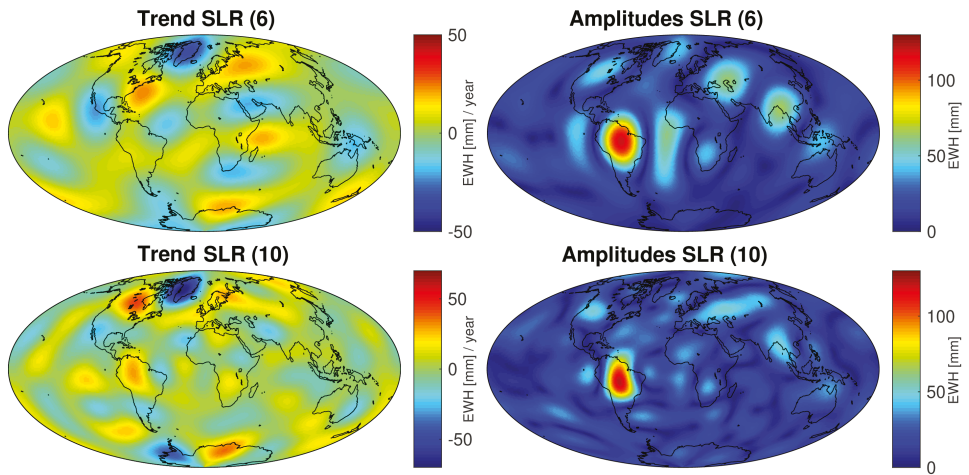 Trend SLR (6)
50
0
-50
EWH [mm] / year
Amplitudes SLR (6)
100
50
0
EWH [mm]
Trend SLR (10)
50
0
-50
EWH [mm] / year
Amplitudes SLR (10)
100
50
0
EWH [mm]